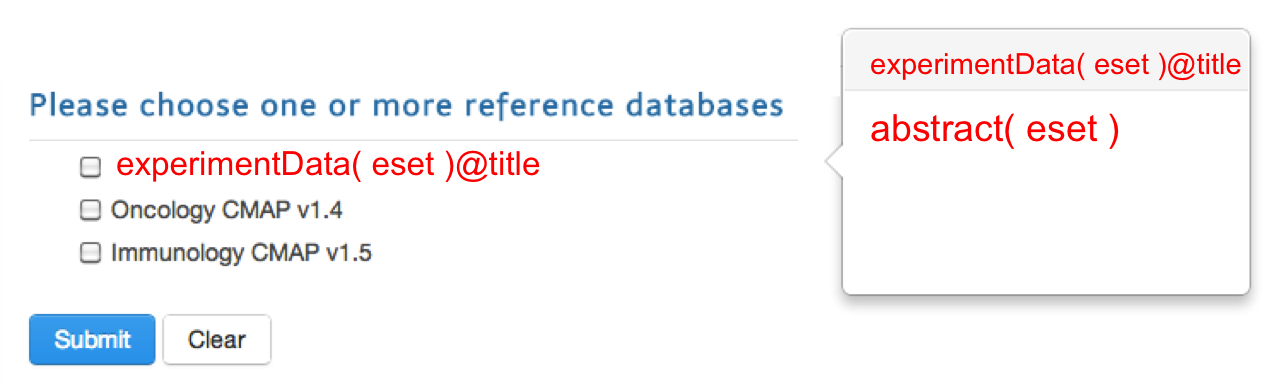 Please choose one or more reference databases
experimentData( eset )@title
Oncology CMAP v1.4
Immunology CMAP v1.5
Submit Clear
experimentData( eset )@title
abstract( eset )